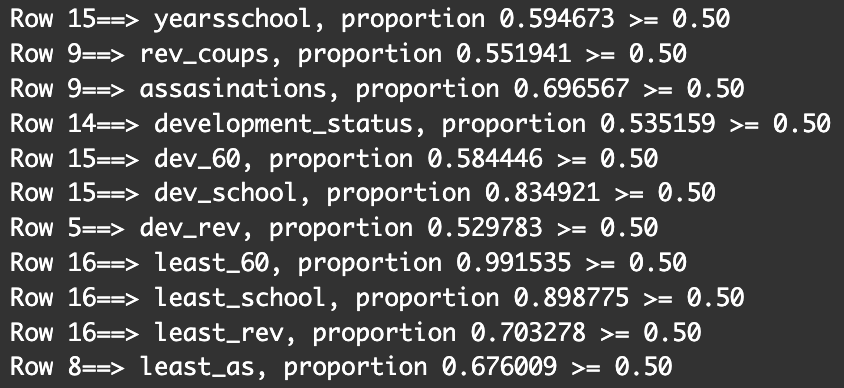 Row 15==> yearsschool, proportion 0.594673 >= 0.50
Row 9==> rev_coups, proportion 0.551941 >= 0.50
Row 9==> assasinations, proportion 0.696567 >= 0.50
Row 14==> development_status, proportion 0.535159 >= 0.50
Row 15==> dev_60, proportion 0.584446 >= 0.50
Row 15==> dev_school, proportion 0.834921 >= 0.50
Row 5==> dev_rev, proportion 0.529783 >= 0.50
Row 16==> least_60, proportion 0.991535 >= 0.50
Row 16==> least_school, proportion 0.898775 >= 0.50
Row 16==> least_rev, proportion 0.703278 >= 0.50
Row 8==> least_as, proportion 0.676009 >= 0.50